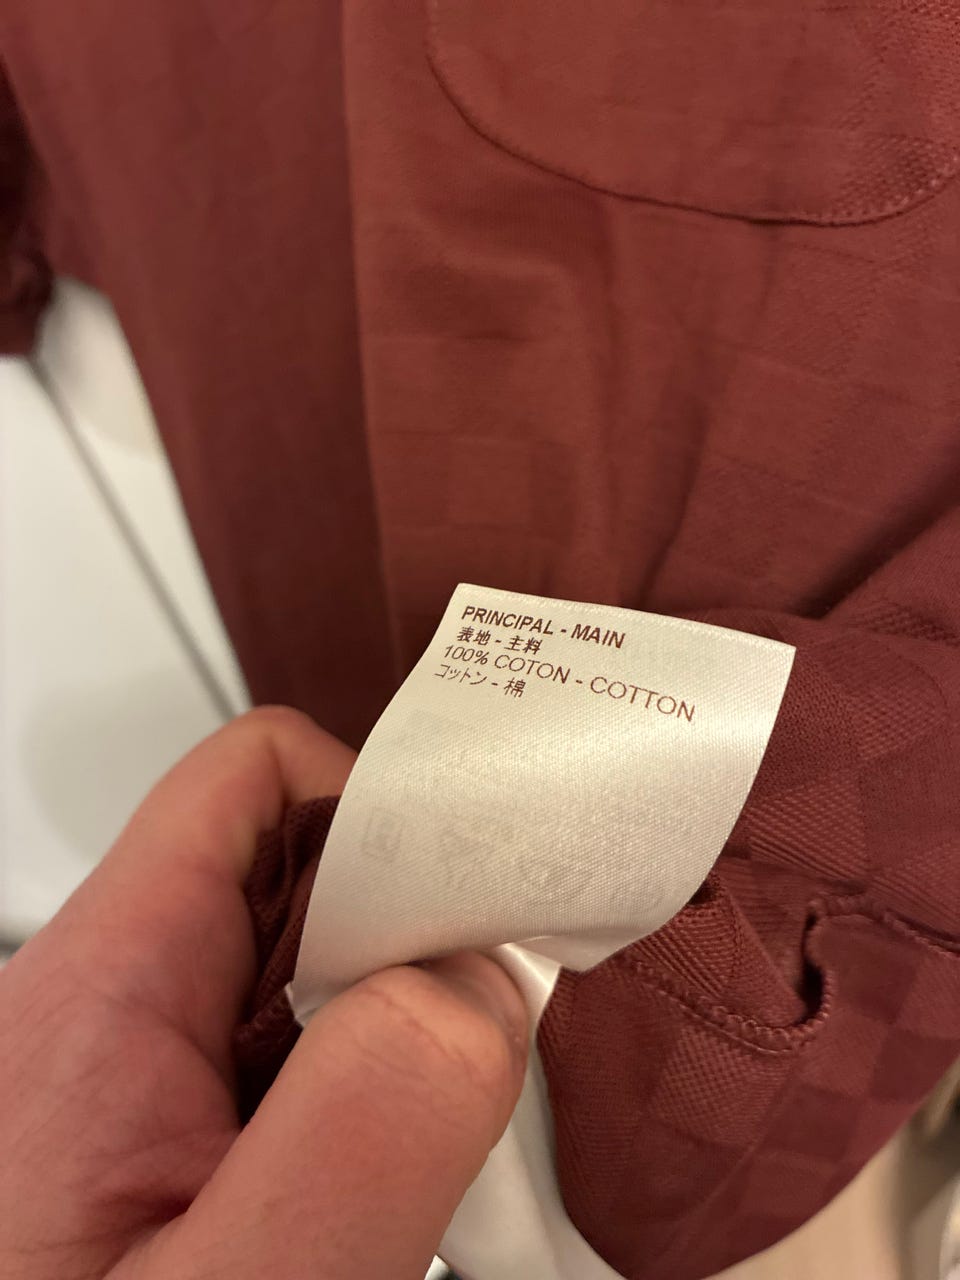 PRINCIPAL - MAIN
表地 - 主料
100% COTON - COTTON
コットン - 棉